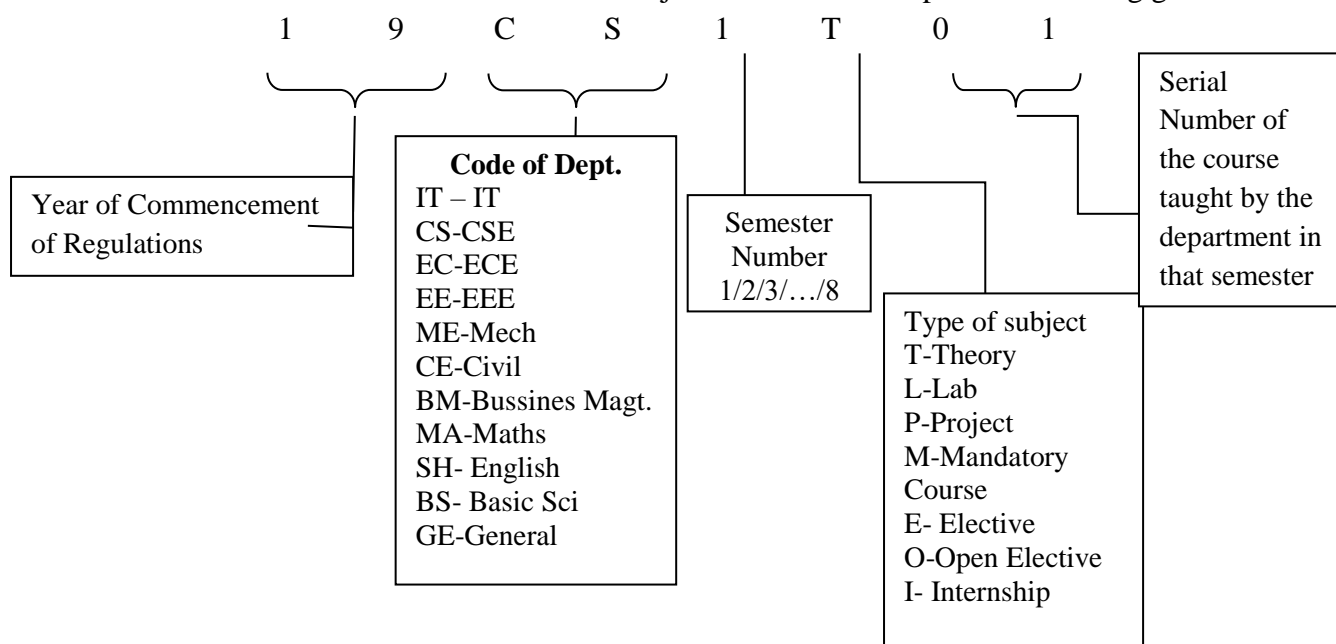 1 9 C S 1 T 0 1
Year of Commencement
of Regulations
Code of Dept.
IT – IT
CS-CSE
EC-ECE
EE-EEE
ME-Mech
CE-Civil
BM-Bussines Magt.
MA-Maths
SH- English
BS- Basic Sci
GE-General
Semester
Number
1/2/3/…/8
Type of subject
T-Theory
L-Lab
P-Project
M-Mandatory
Course
E- Elective
O-Open Elective
I- Internship
Serial
Number of
the course
taught by the
department in
that semester